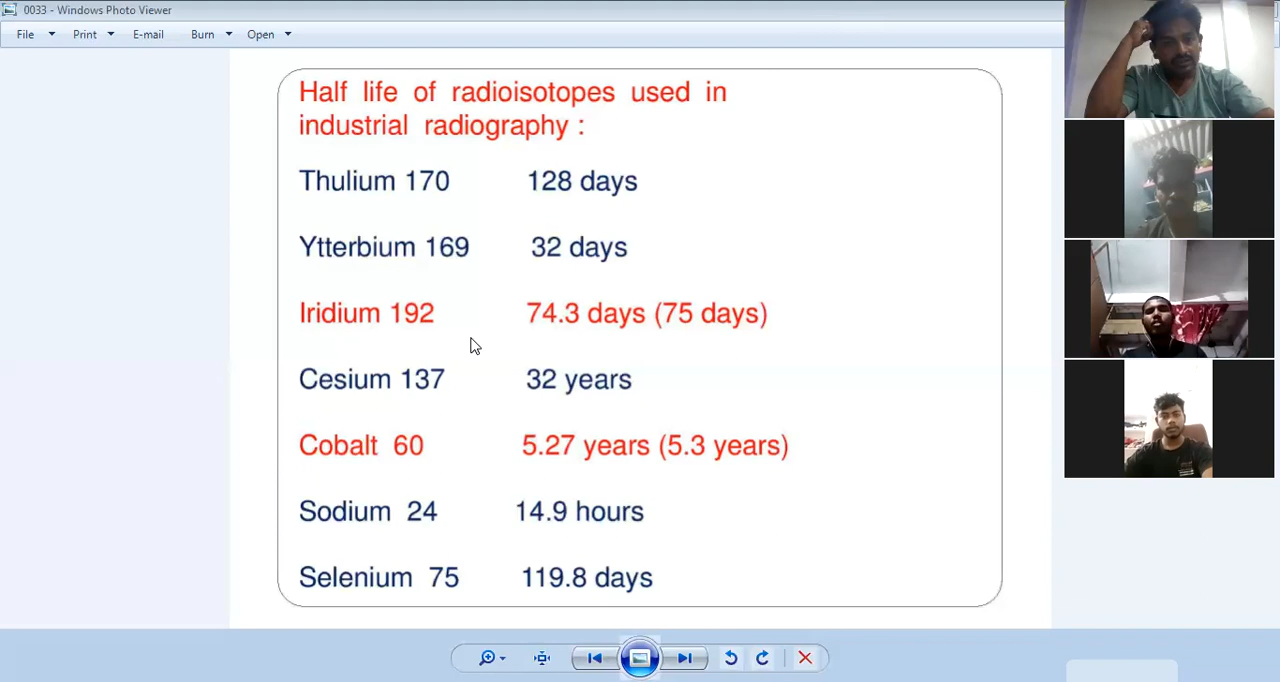 0033 - Windows Photo Viewer
File Print E-mail Burn Open
Half life of radioisotopes used in
industrial radiography :
Thulium 170 128 days
Ytterbium 169 32 days
Iridium 192 74.3 days (75 days)
Cesium 137 32 years
Cobalt 60 5.27 years (5.3 years)
Sodium 24 14.9 hours
Selenium 75 119.8 days